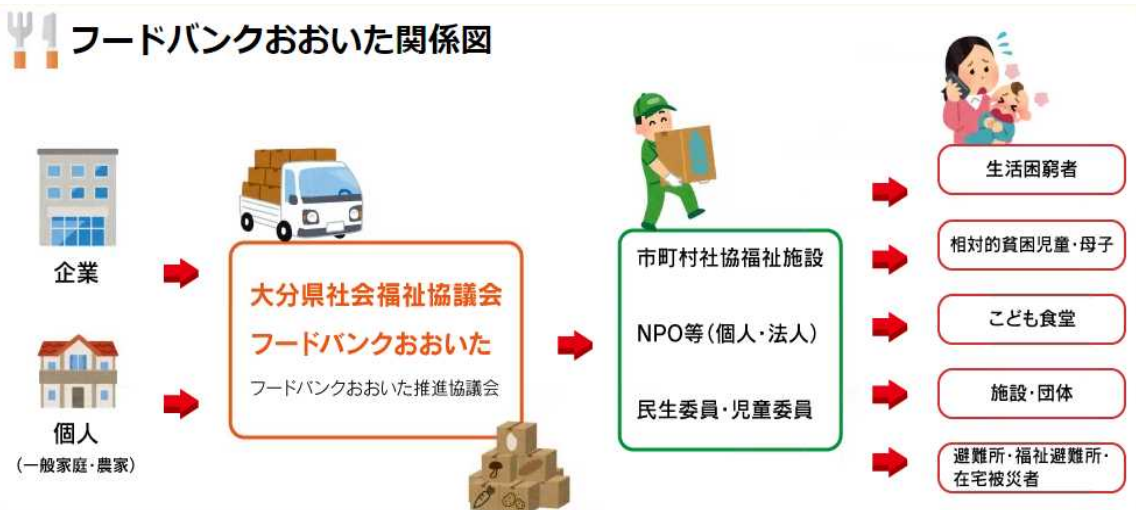 フードバンクおおいた関係図
企業
個人
(一般家庭・農家)
大分県社会福祉協議会
フードバンクおおいた
フードバンクおおいた推進協議会
市町村社協福祉施設
NPO等(個人・法人)
民生委員・児童委員
生活困窮者
相対的貧困児童・母子
こども食堂
施設・団体
避難所・福祉避難所・
在宅被災者